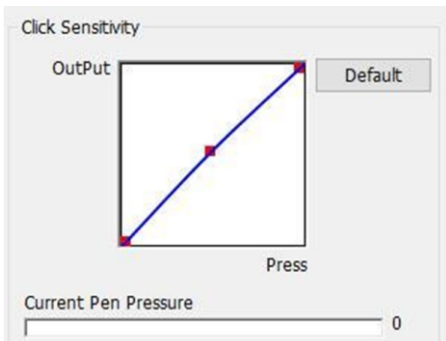 Click Sensitivity
OutPut
Default
Press
Current Pen Pressure
0